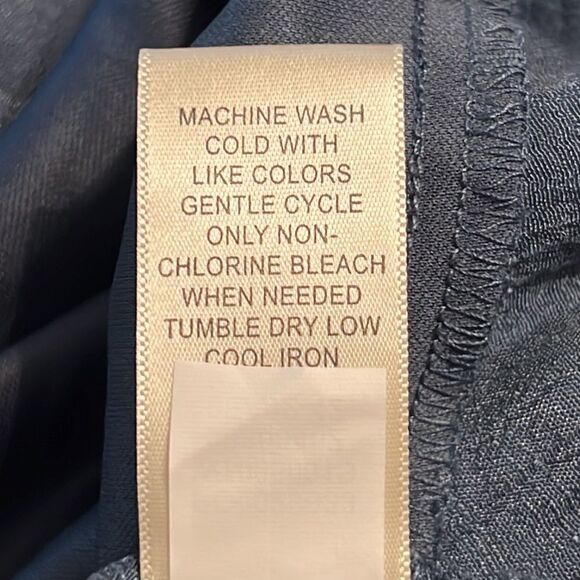 MACHINE WASH
COLD WITH
LIKE COLORS
GENTLE CYCLE
ONLY NON-
CHLORINE BLEACH
WHEN NEEDED
TUMBLE DRY LOW
COOL IRON